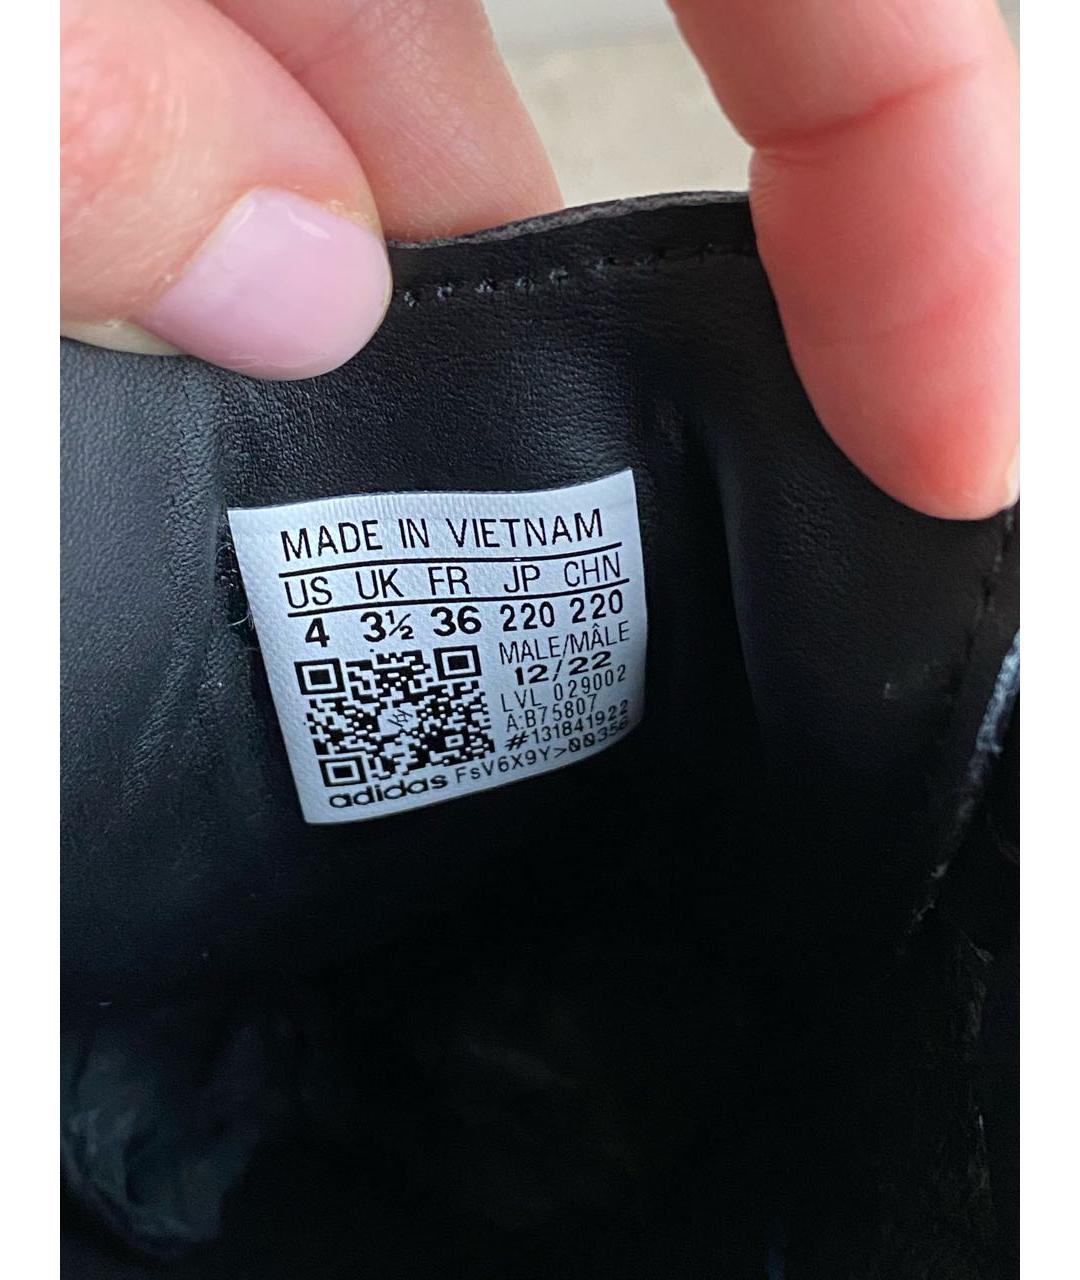 MADE IN VIETNAM
US UK FR JP CHN
4 3½ 36 220 220
MALE/MÂLE
12/22
LVL 029002
A:B75807
#131841922
adidas FsV6X9Y>00356